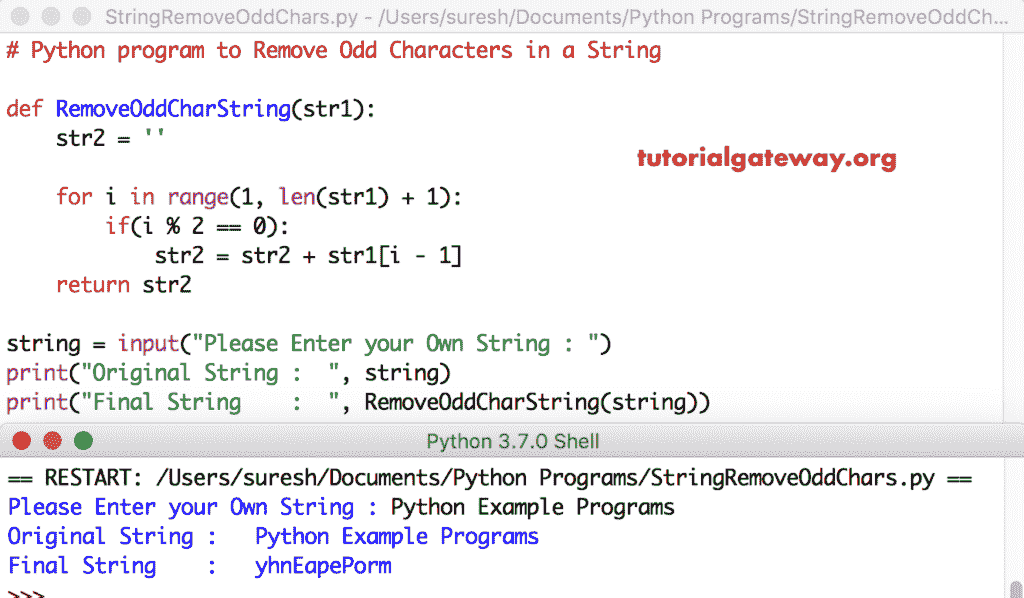 StringRemoveOddChars.py - /Users/suresh/Documents/Python Programs/StringRemoveOddCh...
# Python program to Remove Odd Characters in a String
def RemoveOddCharString(str1):
    str2 = ''
tutorialgateway.org
    for i in range(1, len(str1) + 1):
        if(i % 2 == 0):
            str2 = str2 + str1[i - 1]
    return str2
string = input("Please Enter your Own String : ")
print("Original String :  ", string)
print("Final String    :  ", RemoveOddCharString(string))
Python 3.7.0 Shell
== RESTART: /Users/suresh/Documents/Python Programs/StringRemoveOddChars.py ==
Please Enter your Own String : Python Example Programs
Original String :   Python Example Programs
Final String    :   yhnEapePorm
>>>